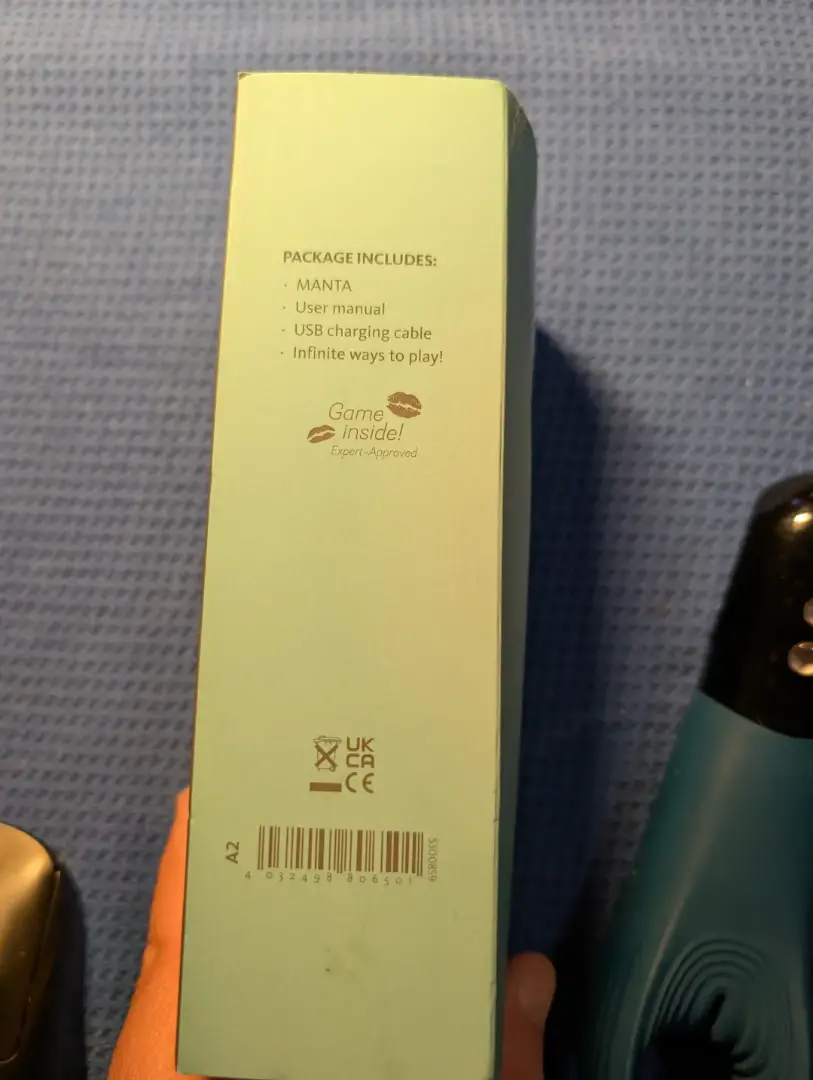 PACKAGE INCLUDES:
· MANTA
· User manual
· USB charging cable
· Infinite ways to play!
Game
inside!
Expert-Approved
UK
CA
CE
A2
4 032498 806501
5300859